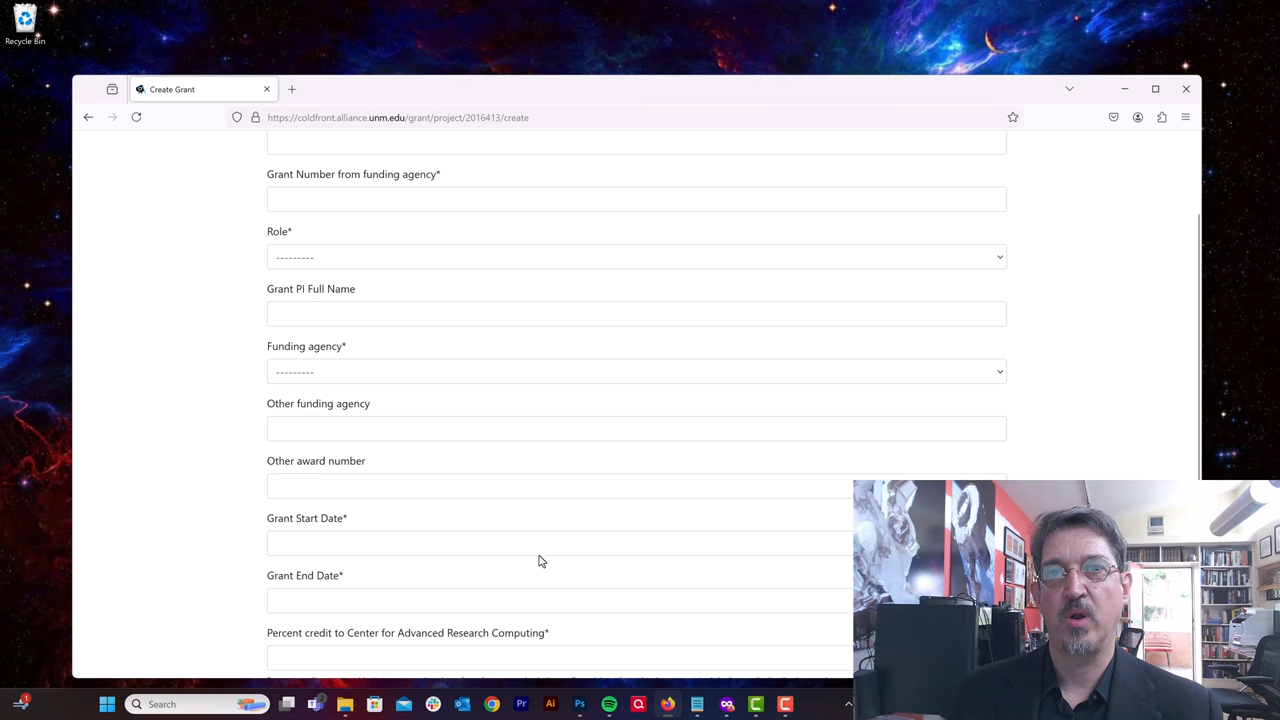 Recycle Bin
Create Grant
https://coldfront.alliance.unm.edu/grant/project/2016413/create
Grant Number from funding agency*
Role*
---------
Grant PI Full Name
Funding agency*
---------
Other funding agency
Other award number
Grant Start Date*
Grant End Date*
Percent credit to Center for Advanced Research Computing*
1
Search